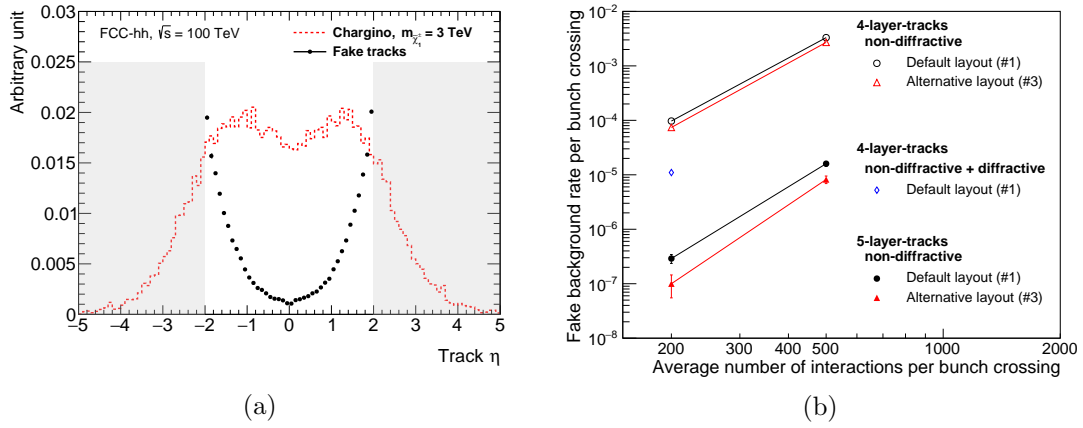 FCC-hh, √s = 100 TeV
Chargino, m_χ̃₁± = 3 TeV
Fake tracks
Arbitrary unit
0.03
0.025
0.02
0.015
0.01
0.005
0
−5 −4 −3 −2 −1 0 1 2 3 4 5
Track η
(a)
Fake background rate per bunch crossing
10⁻²
10⁻³
10⁻⁴
10⁻⁵
10⁻⁶
10⁻⁷
10⁻⁸
4-layer-tracks
non-diffractive
Default layout (#1)
Alternative layout (#3)
4-layer-tracks
non-diffractive + diffractive
Default layout (#1)
5-layer-tracks
non-diffractive
Default layout (#1)
Alternative layout (#3)
200 300 400 500 1000 2000
Average number of interactions per bunch crossing
(b)